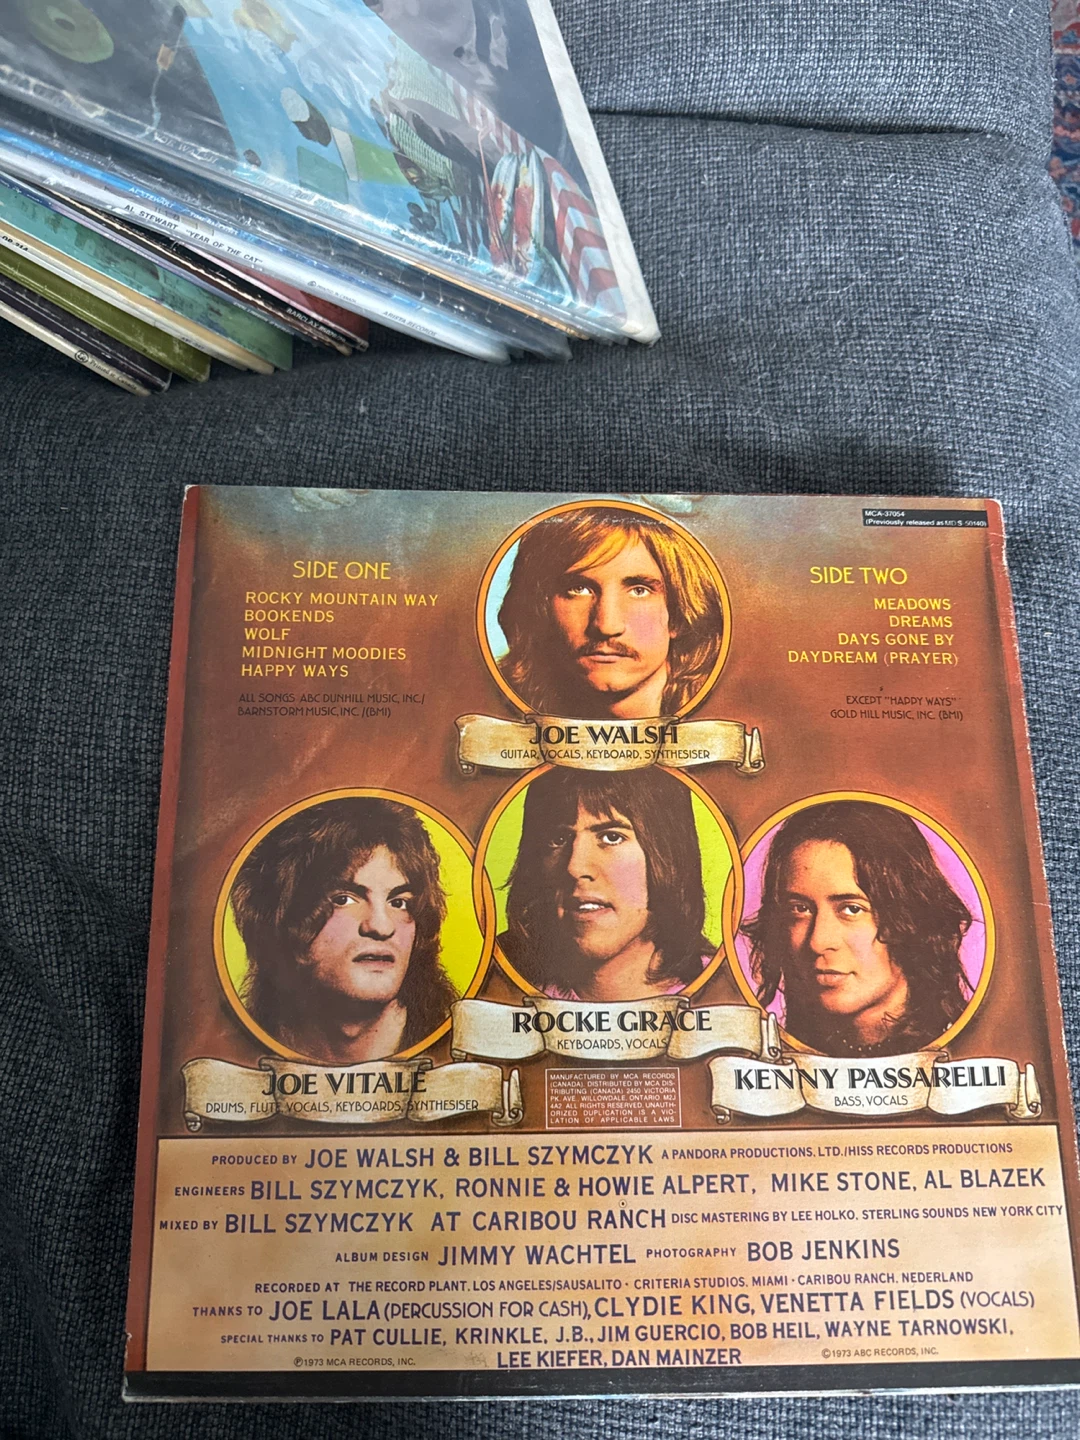 JOE WALSH
AL STEWART "YEAR OF THE CAT"
ARISTA RECORDS
MCA-37054
(Previously released as MD S-50140)
SIDE ONE
ROCKY MOUNTAIN WAY
BOOKENDS
WOLF
MIDNIGHT MOODIES
HAPPY WAYS
ALL SONGS ABC DUNHILL MUSIC, INC./
BARNSTORM MUSIC, INC. /(BMI)
SIDE TWO
MEADOWS
DREAMS
DAYS GONE BY
DAYDREAM (PRAYER)
EXCEPT "HAPPY WAYS"
GOLD HILL MUSIC, INC. (BMI)
JOE WALSH
GUITAR, VOCALS, KEYBOARD, SYNTHESISER
ROCKE GRACE
KEYBOARDS, VOCALS
JOE VITALE
DRUMS, FLUTE, VOCALS, KEYBOARDS, SYNTHESISER
KENNY PASSARELLI
BASS, VOCALS
MANUFACTURED BY MCA RECORDS
(CANADA). DISTRIBUTED BY MCA DIS-
TRIBUTING (CANADA) 2450 VICTORIA
PK. AVE., WILLOWDALE, ONTARIO. M2J
4A2. ALL RIGHTS RESERVED. UNAUTH-
ORIZED DUPLICATION IS A VIO-
LATION OF APPLICABLE LAWS
PRODUCED BY JOE WALSH & BILL SZYMCZYK A PANDORA PRODUCTIONS, LTD./HISS RECORDS PRODUCTIONS
ENGINEERS BILL SZYMCZYK, RONNIE & HOWIE ALPERT, MIKE STONE, AL BLAZEK
MIXED BY BILL SZYMCZYK AT CARIBOU RANCH DISC MASTERING BY LEE HOLKO, STERLING SOUNDS NEW YORK CITY
ALBUM DESIGN JIMMY WACHTEL PHOTOGRAPHY BOB JENKINS
RECORDED AT THE RECORD PLANT, LOS ANGELES/SAUSALITO · CRITERIA STUDIOS, MIAMI · CARIBOU RANCH, NEDERLAND
THANKS TO JOE LALA (PERCUSSION FOR CASH), CLYDIE KING, VENETTA FIELDS (VOCALS)
SPECIAL THANKS TO PAT CULLIE, KRINKLE, J.B., JIM GUERCIO, BOB HEIL, WAYNE TARNOWSKI,
LEE KIEFER, DAN MAINZER
℗1973 MCA RECORDS, INC.
©1973 ABC RECORDS, INC.